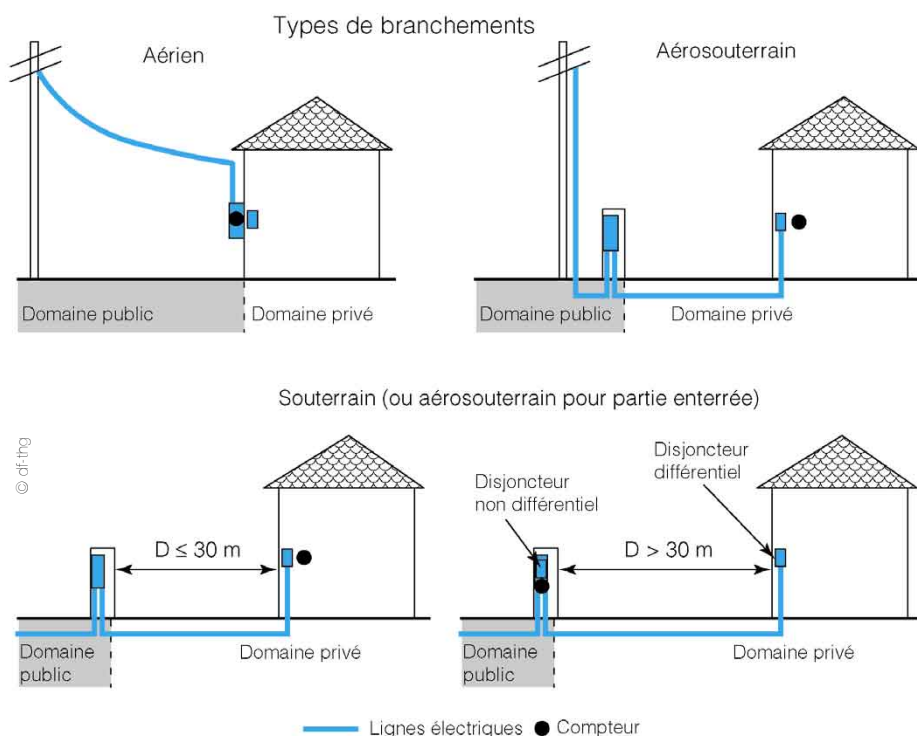 Types de branchements
Aérien
Aérosouterrain
Domaine public
Domaine privé
Domaine public
Domaine privé
Souterrain (ou aérosouterrain pour partie enterrée)
© df-thg
D ≤ 30 m
Disjoncteur
non différentiel
Disjoncteur
différentiel
D > 30 m
Domaine
public
Domaine privé
Domaine
public
Domaine privé
Lignes électriques
Compteur